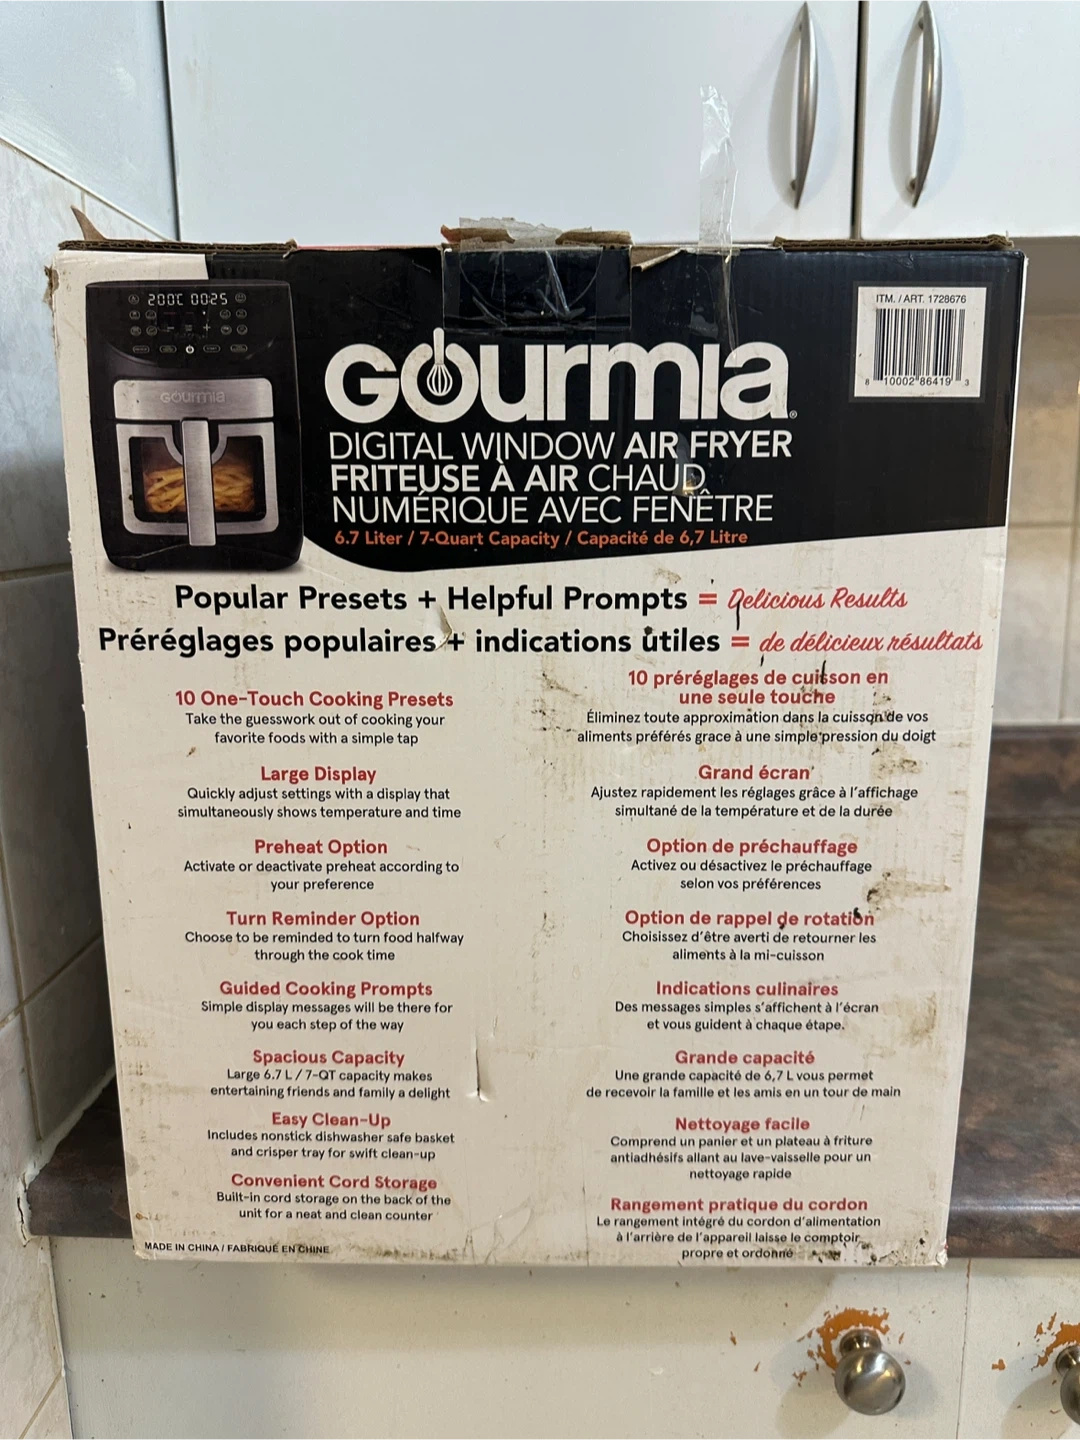 200C 00:25
Gourmia
ITM. / ART. 1728676
8 10002 86419 3
Gourmia®
DIGITAL WINDOW AIR FRYER
FRITEUSE À AIR CHAUD
NUMÉRIQUE AVEC FENÊTRE
6.7 Liter / 7-Quart Capacity / Capacité de 6,7 Litre
Popular Presets + Helpful Prompts = Delicious Results
Préréglages populaires + indications utiles = de délicieux résultats
10 One-Touch Cooking Presets
Take the guesswork out of cooking your
favorite foods with a simple tap
Large Display
Quickly adjust settings with a display that
simultaneously shows temperature and time
Preheat Option
Activate or deactivate preheat according to
your preference
Turn Reminder Option
Choose to be reminded to turn food halfway
through the cook time
Guided Cooking Prompts
Simple display messages will be there for
you each step of the way
Spacious Capacity
Large 6.7 L / 7-QT capacity makes
entertaining friends and family a delight
Easy Clean-Up
Includes nonstick dishwasher safe basket
and crisper tray for swift clean-up
Convenient Cord Storage
Built-in cord storage on the back of the
unit for a neat and clean counter
MADE IN CHINA / FABRIQUÉ EN CHINE
10 préréglages de cuisson en
une seule touche
Éliminez toute approximation dans la cuisson de vos
aliments préférés grace à une simple pression du doigt
Grand écran
Ajustez rapidement les réglages grâce à l'affichage
simultané de la température et de la durée
Option de préchauffage
Activez ou désactivez le préchauffage
selon vos préférences
Option de rappel de rotation
Choisissez d'être averti de retourner les
aliments à la mi-cuisson
Indications culinaires
Des messages simples s'affichent à l'écran
et vous guident à chaque étape.
Grande capacité
Une grande capacité de 6,7 L vous permet
de recevoir la famille et les amis en un tour de main
Nettoyage facile
Comprend un panier et un plateau à friture
antiadhésifs allant au lave-vaisselle pour un
nettoyage rapide
Rangement pratique du cordon
Le rangement intégré du cordon d'alimentation
à l'arrière de l'appareil laisse le comptoir
propre et ordonné